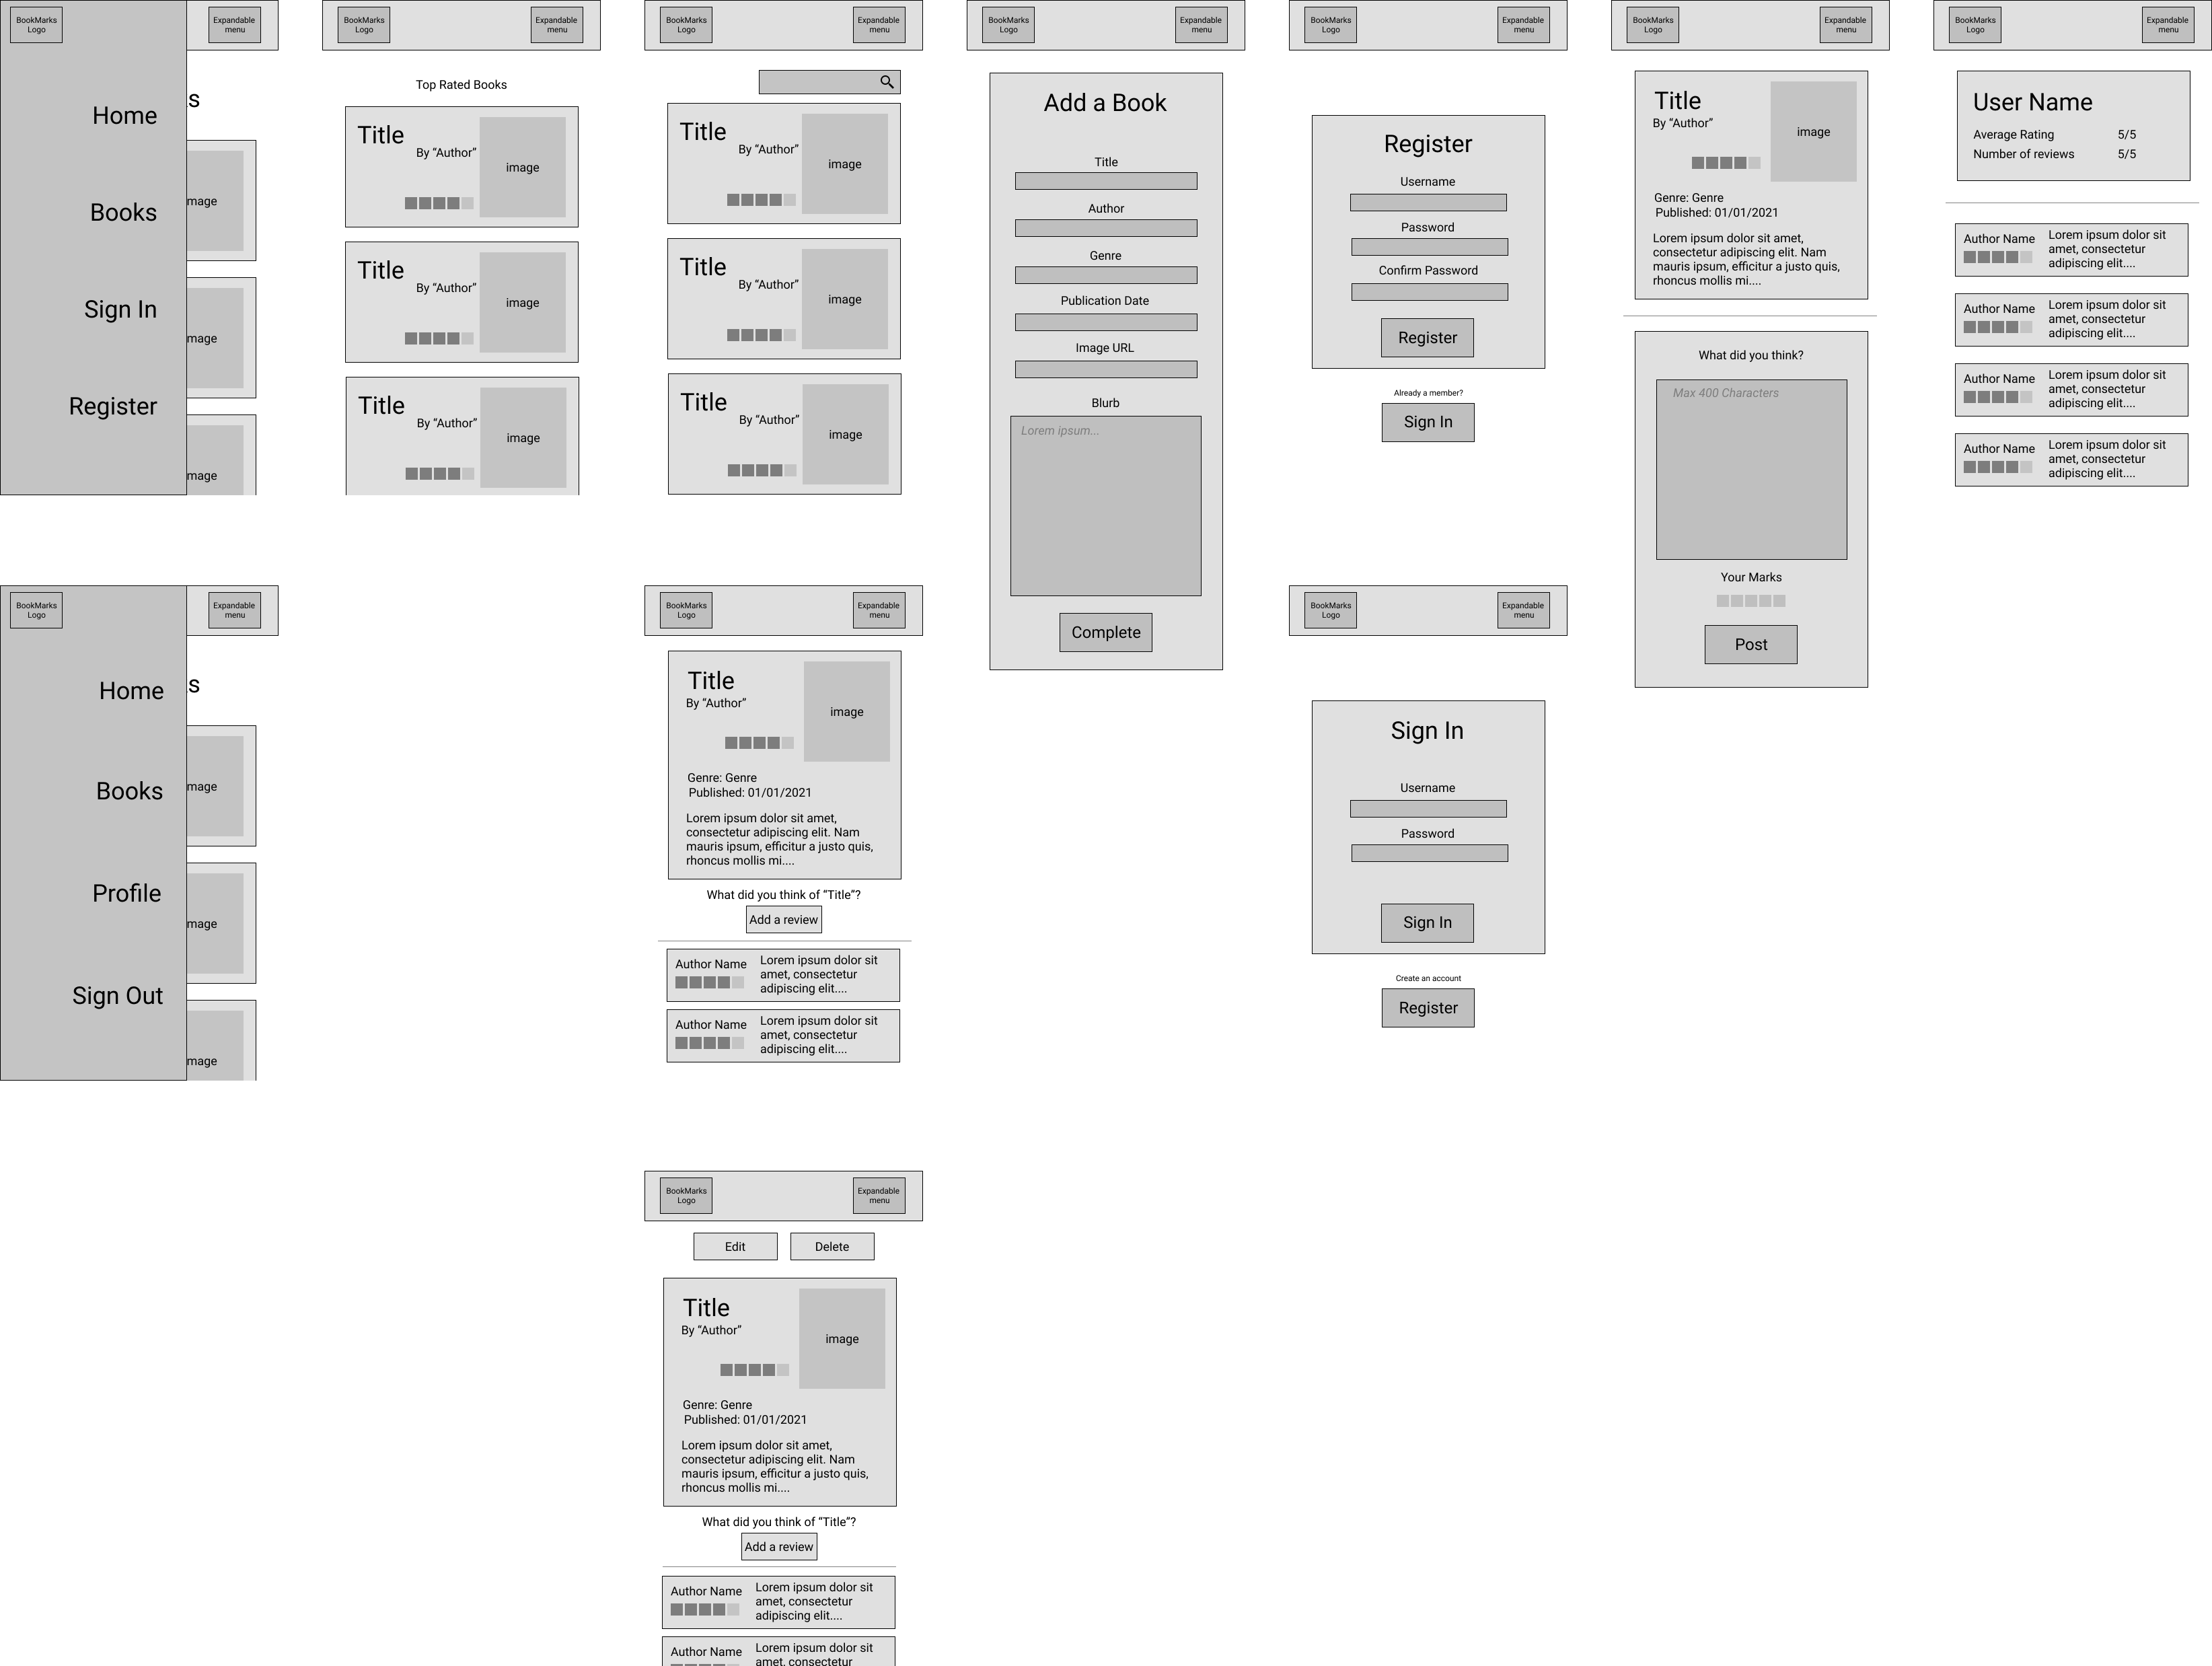 BookMarks
Logo
Expandable
menu
s
Home
Books
Sign In
Register
mage
mage
mage
BookMarks
Logo
Expandable
menu
Top Rated Books
Title
By “Author”
image
Title
By “Author”
image
Title
By “Author”
image
BookMarks
Logo
Expandable
menu
Title
By “Author”
image
Title
By “Author”
image
Title
By “Author”
image
BookMarks
Logo
Expandable
menu
Add a Book
Title
Author
Genre
Publication Date
Image URL
Blurb
Lorem ipsum...
Complete
BookMarks
Logo
Expandable
menu
Register
Username
Password
Confirm Password
Register
Already a member?
Sign In
BookMarks
Logo
Expandable
menu
Title
By “Author”
image
Genre: Genre
Published: 01/01/2021
Lorem ipsum dolor sit amet,
consectetur adipiscing elit. Nam
mauris ipsum, efficitur a justo quis,
rhoncus mollis mi....
What did you think?
Max 400 Characters
Your Marks
Post
BookMarks
Logo
Expandable
menu
User Name
Average Rating 5/5
Number of reviews 5/5
Author Name
Lorem ipsum dolor sit
amet, consectetur
adipiscing elit....
Author Name
Lorem ipsum dolor sit
amet, consectetur
adipiscing elit....
Author Name
Lorem ipsum dolor sit
amet, consectetur
adipiscing elit....
Author Name
Lorem ipsum dolor sit
amet, consectetur
adipiscing elit....
BookMarks
Logo
Expandable
menu
s
Home
Books
Profile
Sign Out
mage
mage
mage
BookMarks
Logo
Expandable
menu
Title
By “Author”
image
Genre: Genre
Published: 01/01/2021
Lorem ipsum dolor sit amet,
consectetur adipiscing elit. Nam
mauris ipsum, efficitur a justo quis,
rhoncus mollis mi....
What did you think of “Title”?
Add a review
Author Name
Lorem ipsum dolor sit
amet, consectetur
adipiscing elit....
Author Name
Lorem ipsum dolor sit
amet, consectetur
adipiscing elit....
BookMarks
Logo
Expandable
menu
Sign In
Username
Password
Sign In
Create an account
Register
BookMarks
Logo
Expandable
menu
Edit
Delete
Title
By “Author”
image
Genre: Genre
Published: 01/01/2021
Lorem ipsum dolor sit amet,
consectetur adipiscing elit. Nam
mauris ipsum, efficitur a justo quis,
rhoncus mollis mi....
What did you think of “Title”?
Add a review
Author Name
Lorem ipsum dolor sit
amet, consectetur
adipiscing elit....
Author Name
Lorem ipsum dolor sit
amet, consectetur